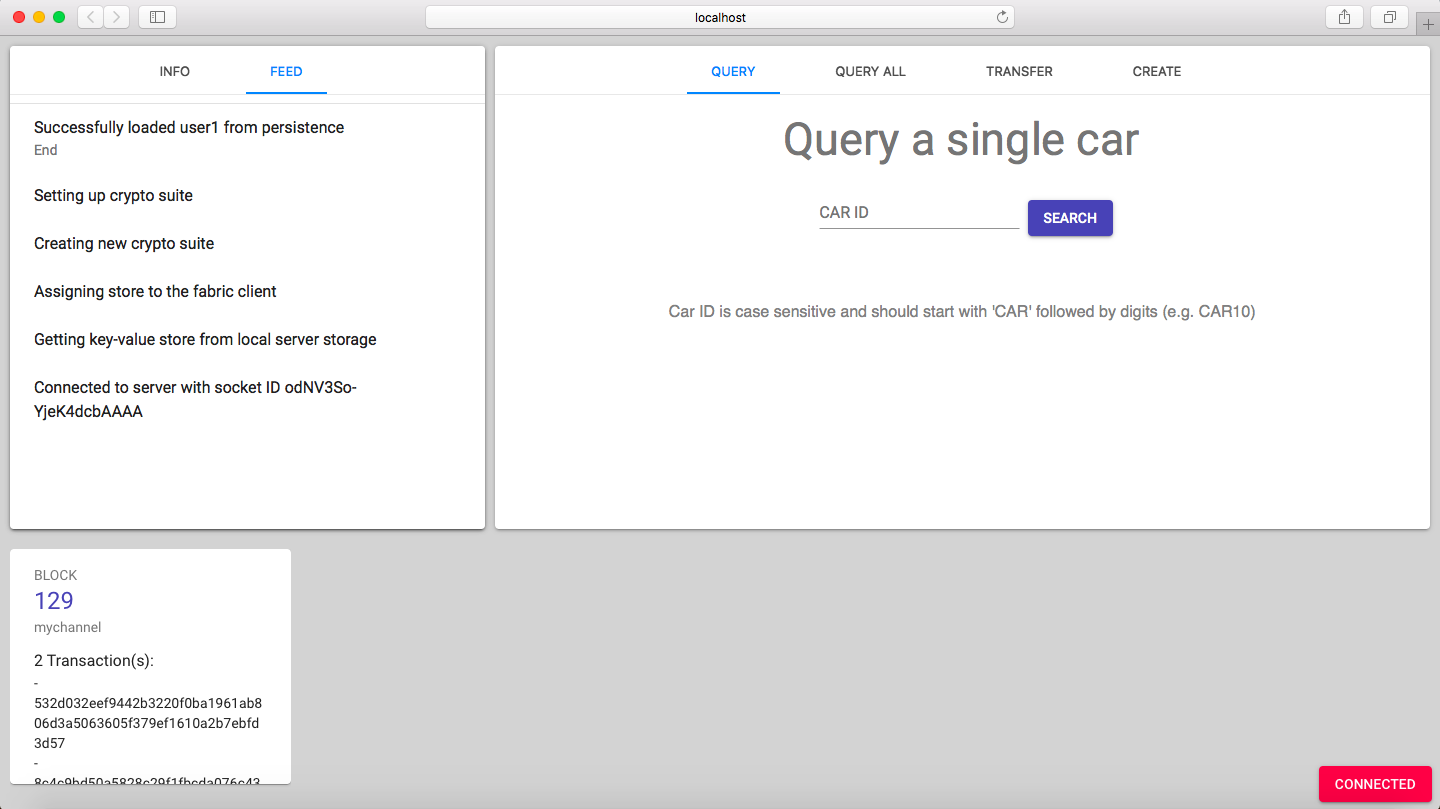 localhost
INFO
FEED
Successfully loaded user1 from persistence
End
Setting up crypto suite
Creating new crypto suite
Assigning store to the fabric client
Getting key-value store from local server storage
Connected to server with socket ID odNV3So-
YjeK4dcbAAAA
QUERY
QUERY ALL
TRANSFER
CREATE
Query a single car
CAR ID
SEARCH
Car ID is case sensitive and should start with 'CAR' followed by digits (e.g. CAR10)
BLOCK
129
mychannel
2 Transaction(s):
-
532d032eef9442b3220f0ba1961ab8
06d3a5063605f379ef1610a2b7ebfd
3d57
-
CONNECTED